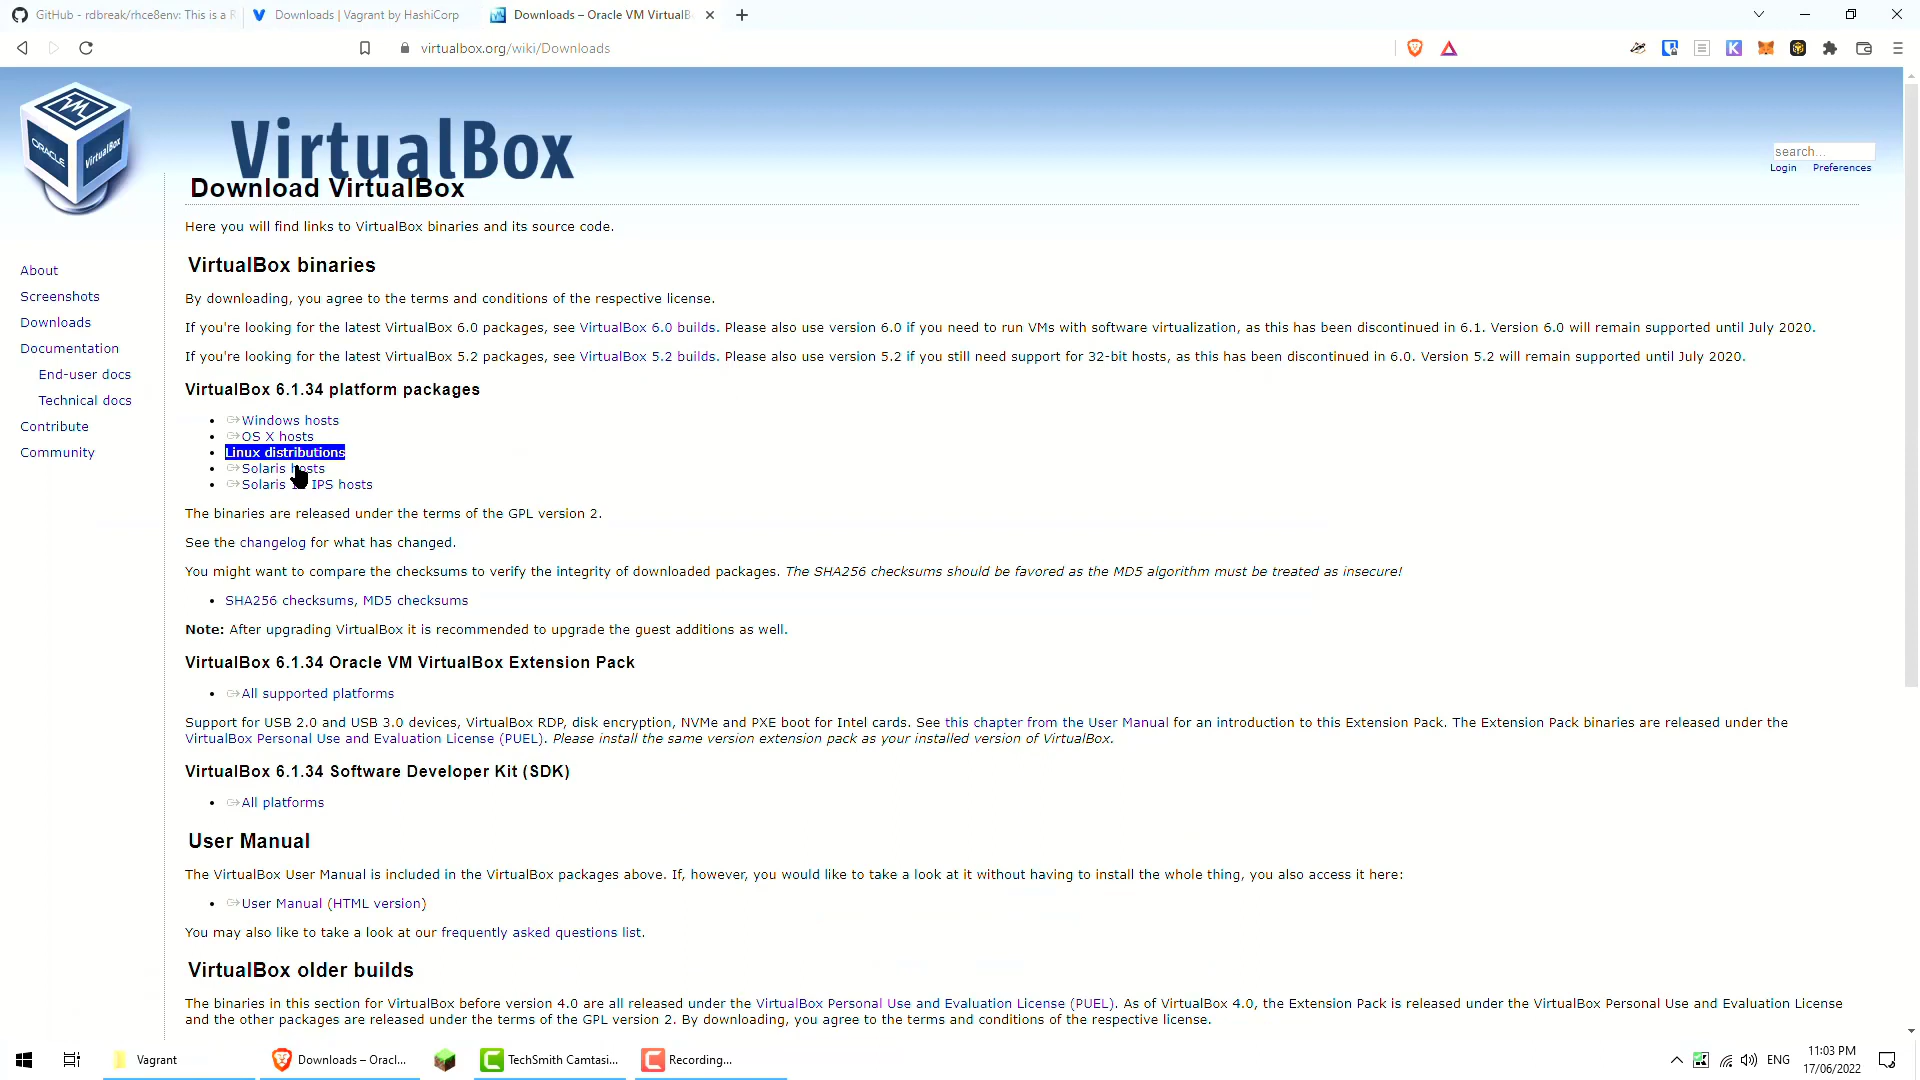 GitHub - rdbreak/rhce8env: This is a R
Downloads | Vagrant by HashiCorp
Downloads – Oracle VM VirtualB
virtualbox.org/wiki/Downloads
ORACLE
VirtualBox
VirtualBox
search...
Login Preferences
Download VirtualBox
Here you will find links to VirtualBox binaries and its source code.
About
Screenshots
Downloads
Documentation
End-user docs
Technical docs
Contribute
Community
VirtualBox binaries
By downloading, you agree to the terms and conditions of the respective license.
If you're looking for the latest VirtualBox 6.0 packages, see VirtualBox 6.0 builds. Please also use version 6.0 if you need to run VMs with software virtualization, as this has been discontinued in 6.1. Version 6.0 will remain supported until July 2020.
If you're looking for the latest VirtualBox 5.2 packages, see VirtualBox 5.2 builds. Please also use version 5.2 if you still need support for 32-bit hosts, as this has been discontinued in 6.0. Version 5.2 will remain supported until July 2020.
VirtualBox 6.1.34 platform packages
Windows hosts
OS X hosts
Linux distributions
Solaris hosts
Solaris IPS hosts
The binaries are released under the terms of the GPL version 2.
See the changelog for what has changed.
You might want to compare the checksums to verify the integrity of downloaded packages. The SHA256 checksums should be favored as the MD5 algorithm must be treated as insecure!
SHA256 checksums, MD5 checksums
Note: After upgrading VirtualBox it is recommended to upgrade the guest additions as well.
VirtualBox 6.1.34 Oracle VM VirtualBox Extension Pack
All supported platforms
Support for USB 2.0 and USB 3.0 devices, VirtualBox RDP, disk encryption, NVMe and PXE boot for Intel cards. See this chapter from the User Manual for an introduction to this Extension Pack. The Extension Pack binaries are released under the
VirtualBox Personal Use and Evaluation License (PUEL). Please install the same version extension pack as your installed version of VirtualBox.
VirtualBox 6.1.34 Software Developer Kit (SDK)
All platforms
User Manual
The VirtualBox User Manual is included in the VirtualBox packages above. If, however, you would like to take a look at it without having to install the whole thing, you also access it here:
User Manual (HTML version)
You may also like to take a look at our frequently asked questions list.
VirtualBox older builds
The binaries in this section for VirtualBox before version 4.0 are all released under the VirtualBox Personal Use and Evaluation License (PUEL). As of VirtualBox 4.0, the Extension Pack is released under the VirtualBox Personal Use and Evaluation License
and the other packages are released under the terms of the GPL version 2. By downloading, you agree to the terms and conditions of the respective license.
Vagrant
Downloads – Oracl...
TechSmith Camtasi...
Recording...
ENG
11:03 PM
17/06/2022